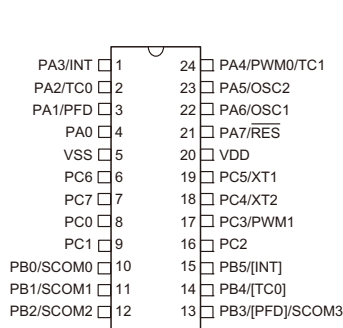 PA3/INT 1 24 PA4/PWM0/TC1
PA2/TC0 2 23 PA5/OSC2
PA1/PFD 3 22 PA6/OSC1
PA0 4 21 PA7/RES
VSS 5 20 VDD
PC6 6 19 PC5/XT1
PC7 7 18 PC4/XT2
PC0 8 17 PC3/PWM1
PC1 9 16 PC2
PB0/SCOM0 10 15 PB5/[INT]
PB1/SCOM1 11 14 PB4/[TC0]
PB2/SCOM2 12 13 PB3/[PFD]/SCOM3